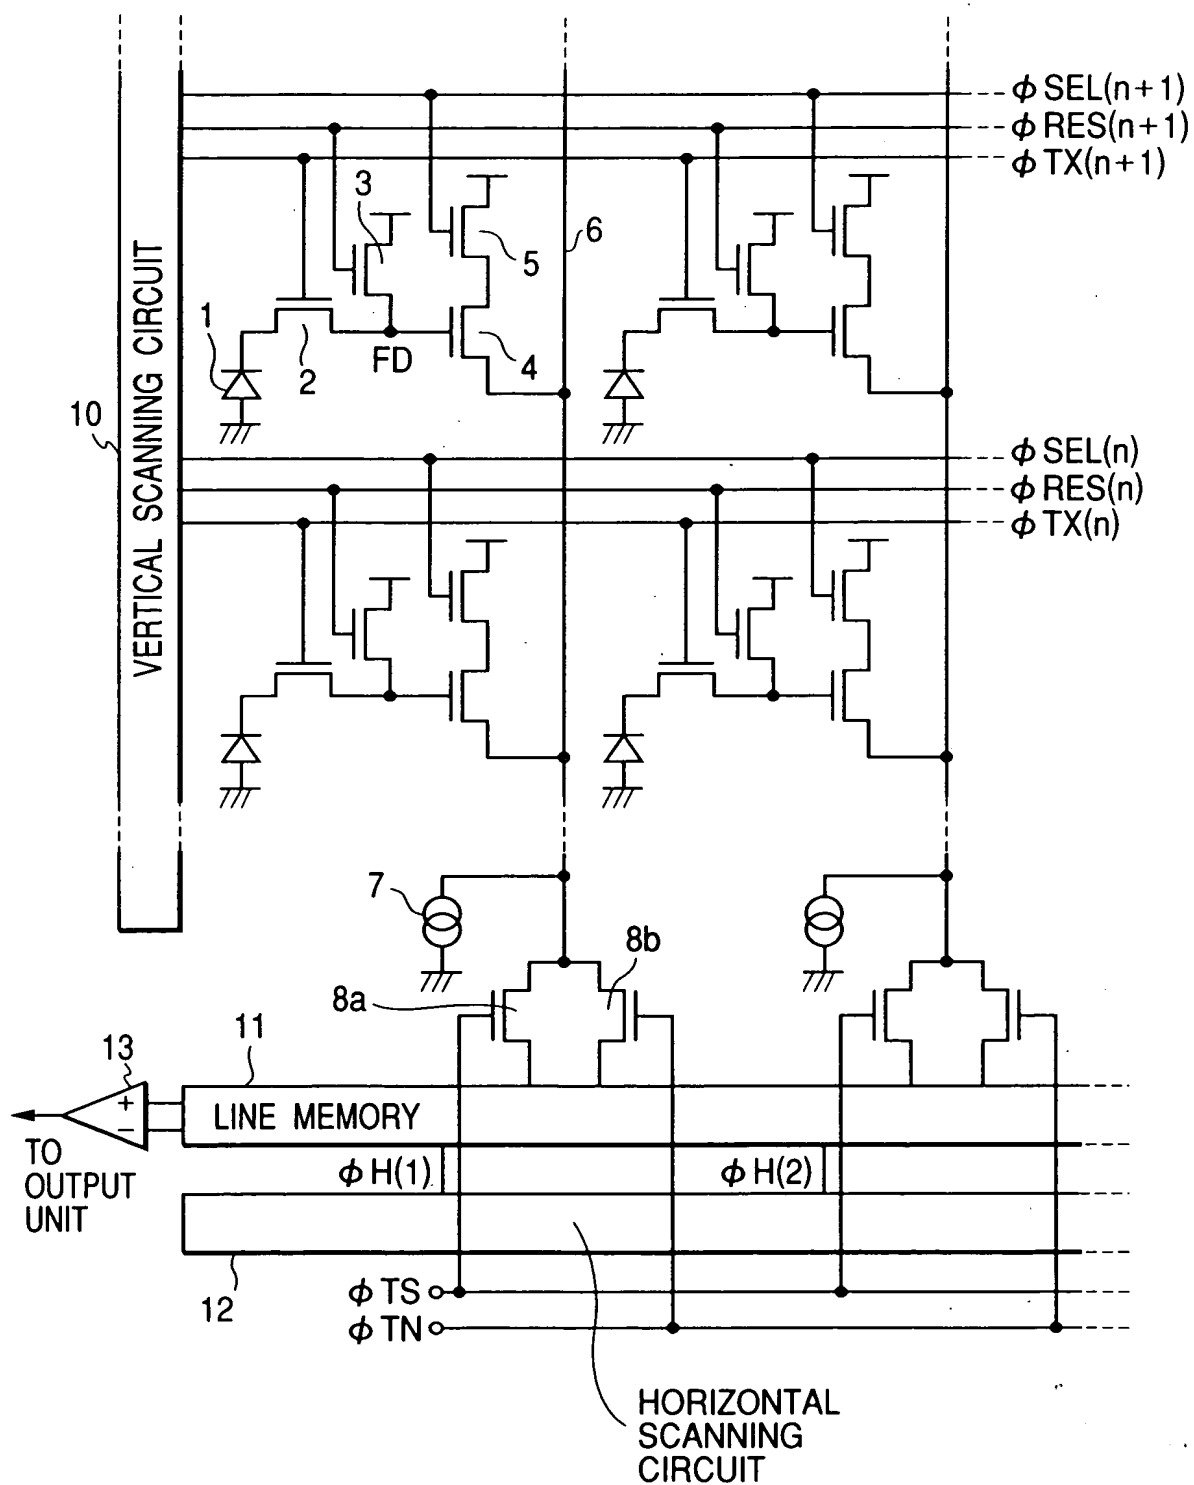 ϕ SEL(n+1)
ϕ RES(n+1)
ϕ TX(n+1)
3
6
5
1
2
FD
4
10
VERTICAL SCANNING CIRCUIT
ϕ SEL(n)
ϕ RES(n)
ϕ TX(n)
7
8b
8a
11
13
+
−
LINE MEMORY
TO
OUTPUT
UNIT
ϕ H(1)
ϕ H(2)
12
ϕ TS
ϕ TN
HORIZONTAL
SCANNING
CIRCUIT